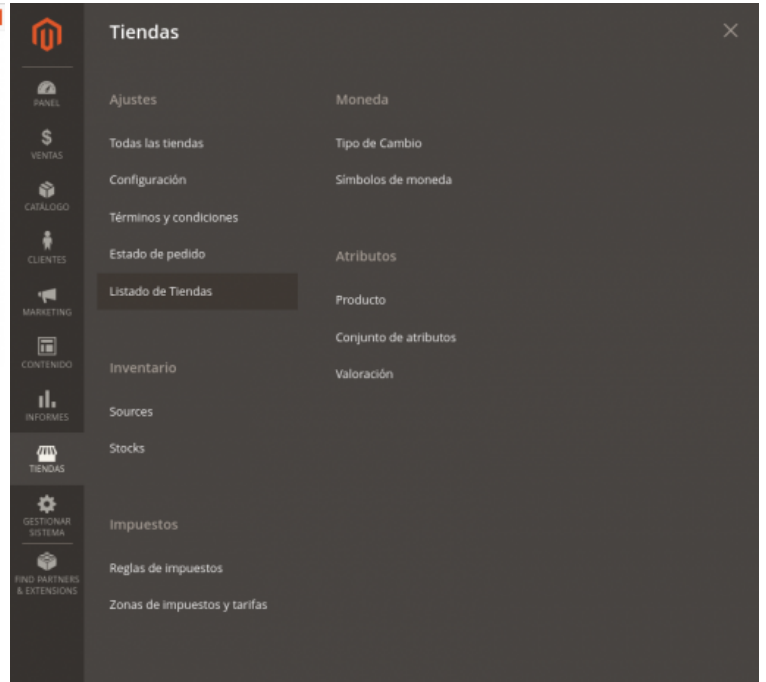 Tiendas
PANEL
VENTAS
CATÁLOGO
CLIENTES
MARKETING
CONTENIDO
INFORMES
TIENDAS
GESTIONAR
SISTEMA
FIND PARTNERS
& EXTENSIONS
Ajustes
Todas las tiendas
Configuración
Términos y condiciones
Estado de pedido
Listado de Tiendas
Inventario
Sources
Stocks
Impuestos
Reglas de impuestos
Zonas de impuestos y tarifas
Moneda
Tipo de Cambio
Símbolos de moneda
Atributos
Producto
Conjunto de atributos
Valoración